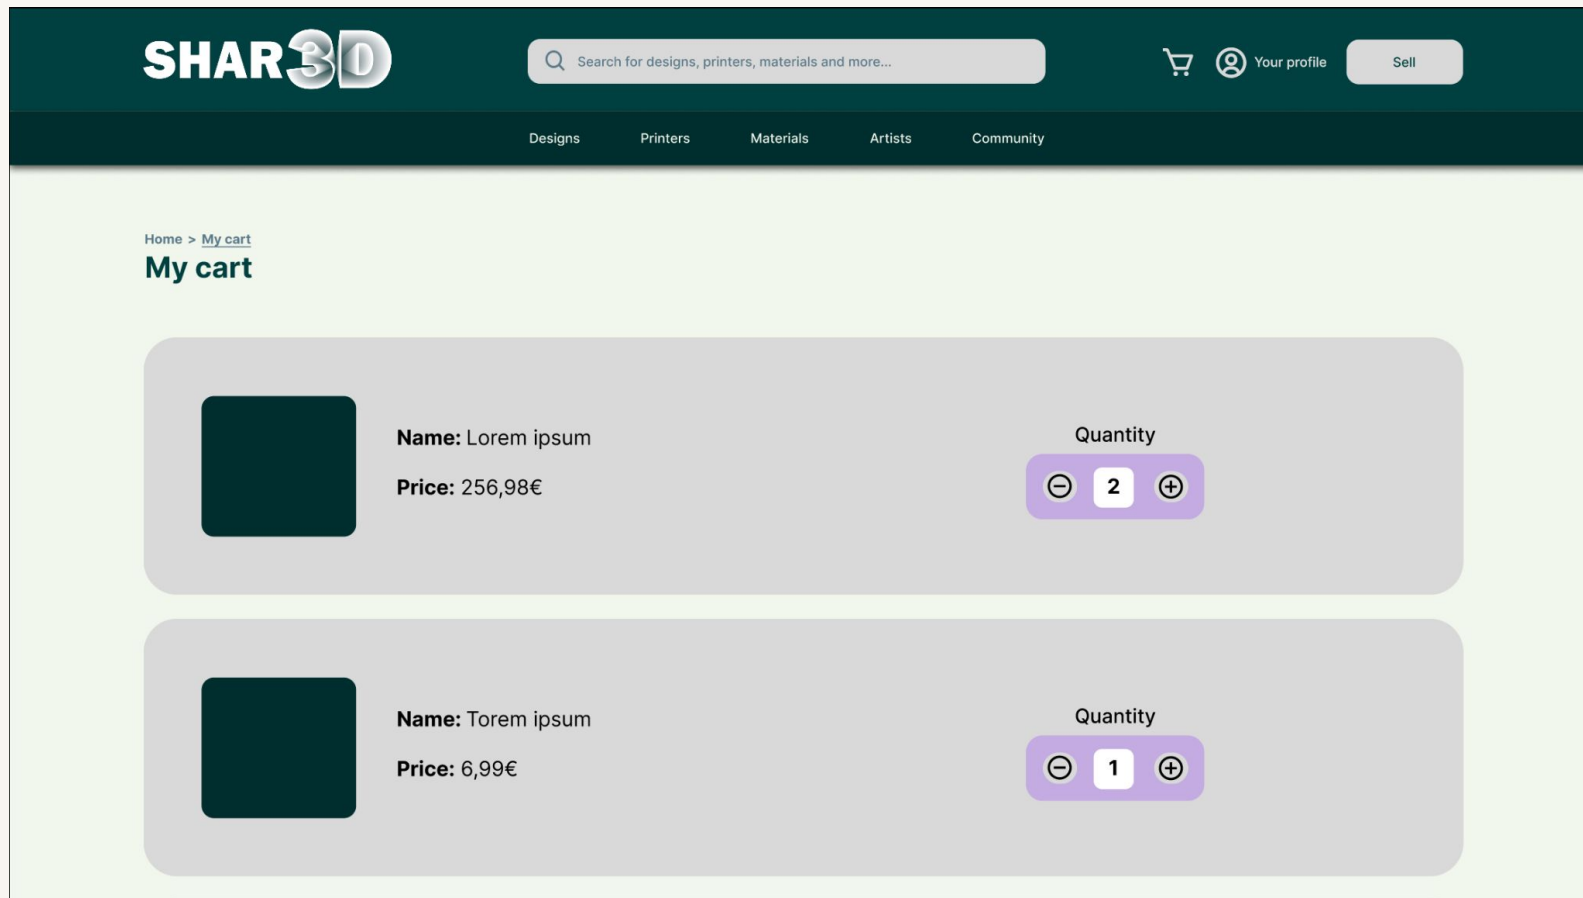 SHAR3D
Search for designs, printers, materials and more...
Your profile
Sell
Designs
Printers
Materials
Artists
Community
Home > My cart
My cart
Name: Lorem ipsum
Price: 256,98€
Quantity
2
Name: Torem ipsum
Price: 6,99€
Quantity
1